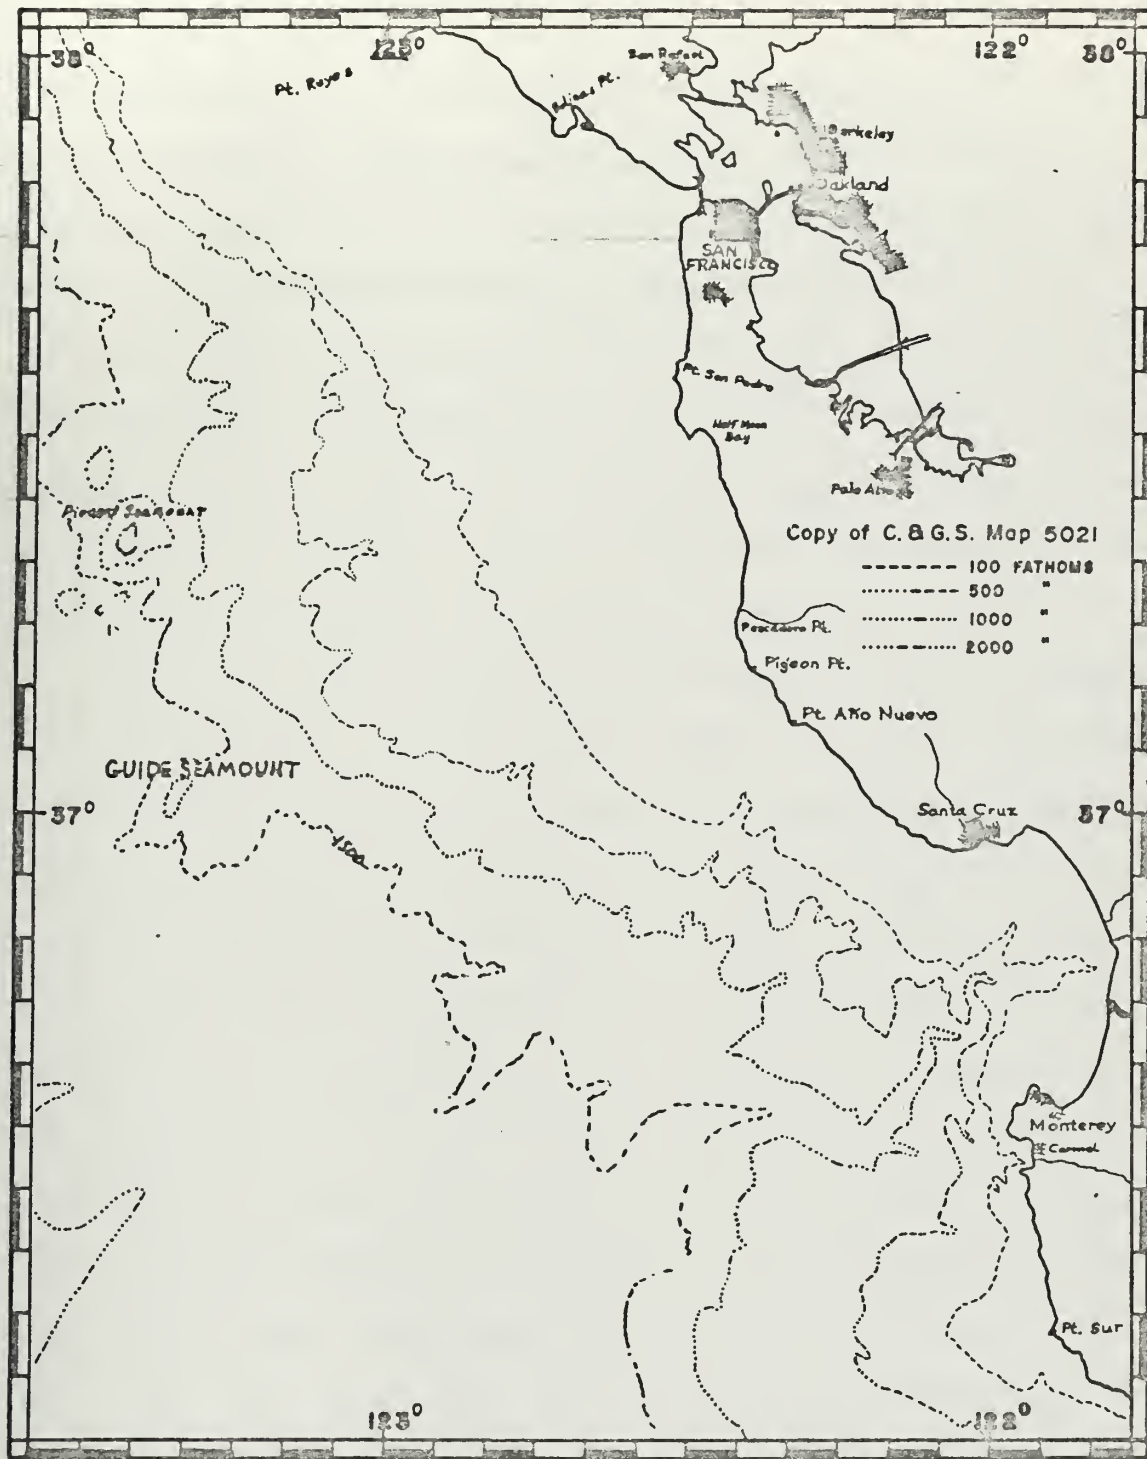 123°
122°
38°
38°
San Rafael
Pt. Reyes
Bolinas Pt.
Berkeley
Oakland
SAN
FRANCISCO
Pt. San Pedro
Half Moon
Bay
Palo Alto
Pioneer Seamount
Copy of C. & G.S. Map 5021
100 FATHOMS
500 "
1000 "
2000 "
Pescadero Pt.
Pigeon Pt.
Pt. Año Nuevo
GUIDE SEAMOUNT
37°
Santa Cruz
37°
1500
Monterey
Carmel
Pt. Sur
123°
122°